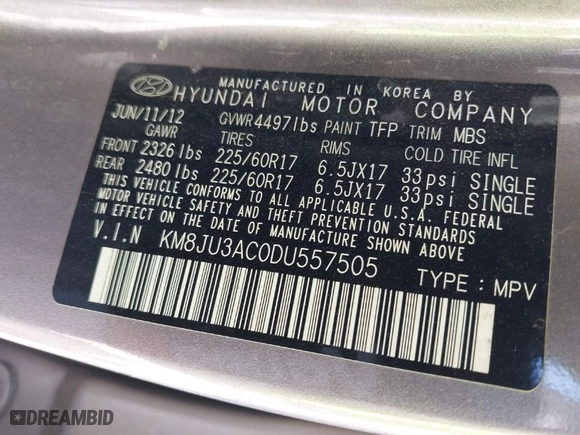 MANUFACTURED IN KOREA BY
HYUNDAI MOTOR COMPANY
JUN/11/12 GVWR 4497lbs PAINT TFP TRIM MBS
GAWR TIRES RIMS COLD TIRE INFL
FRONT 2326 lbs 225/60R17 6.5JX17 33psi SINGLE
REAR 2480 lbs 225/60R17 6.5JX17 33psi SINGLE
THIS VEHICLE CONFORMS TO ALL APPLICABLE U.S.A. FEDERAL
MOTOR VEHICLE SAFETY AND THEFT PREVENTION STANDARDS
IN EFFECT ON THE DATE OF MANUFACTURE SHOWN ABOVE
V.I.N KM8JU3AC0DU557505
TYPE : MPV
DREAMBID